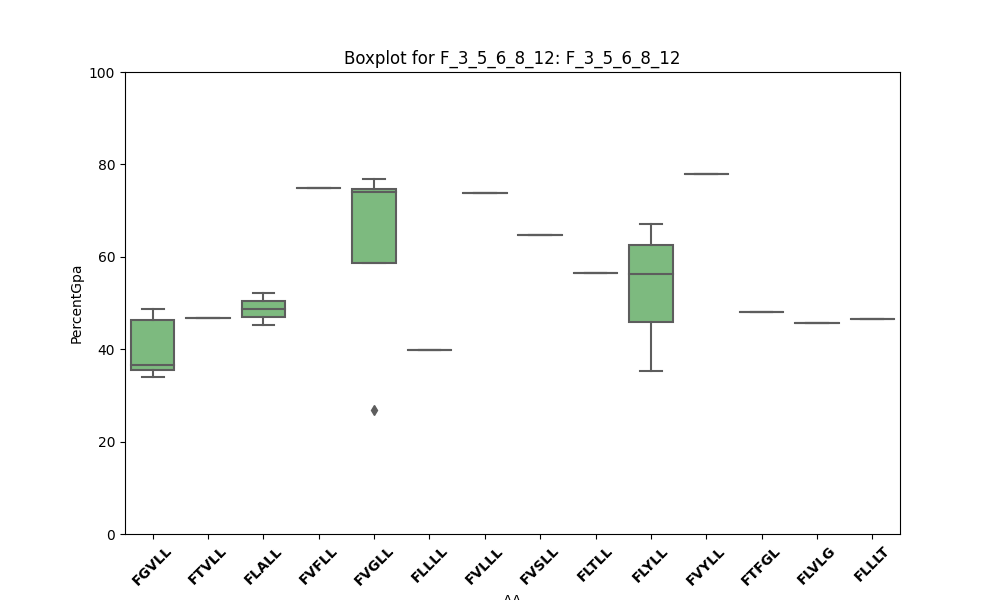 Boxplot for F_3_5_6_8_12: F_3_5_6_8_12
100
80
60
40
20
0
PercentGpa
FGVLL
FTVLL
FLALL
FVFLL
FVGLL
FLLLL
FVLLL
FVSLL
FLTLL
FLYLL
FVYLL
FTFGL
FLVLG
FLLLT
AA